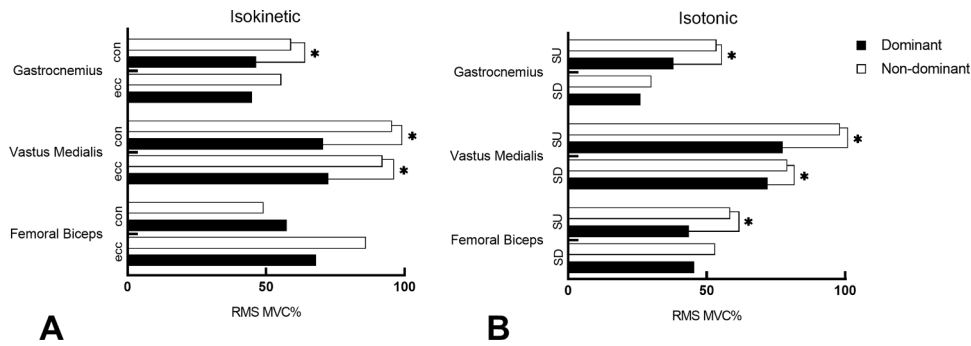 Isokinetic
Gastrocnemius
con
*
ecc
Vastus Medialis
con
*
ecc
*
Femoral Biceps
con
ecc
0
50
100
RMS MVC%
A
Isotonic
Gastrocnemius
SU
*
SD
Vastus Medialis
SU
*
SD
*
Femoral Biceps
SU
*
SD
0
50
100
RMS MVC%
B
Dominant
Non-dominant